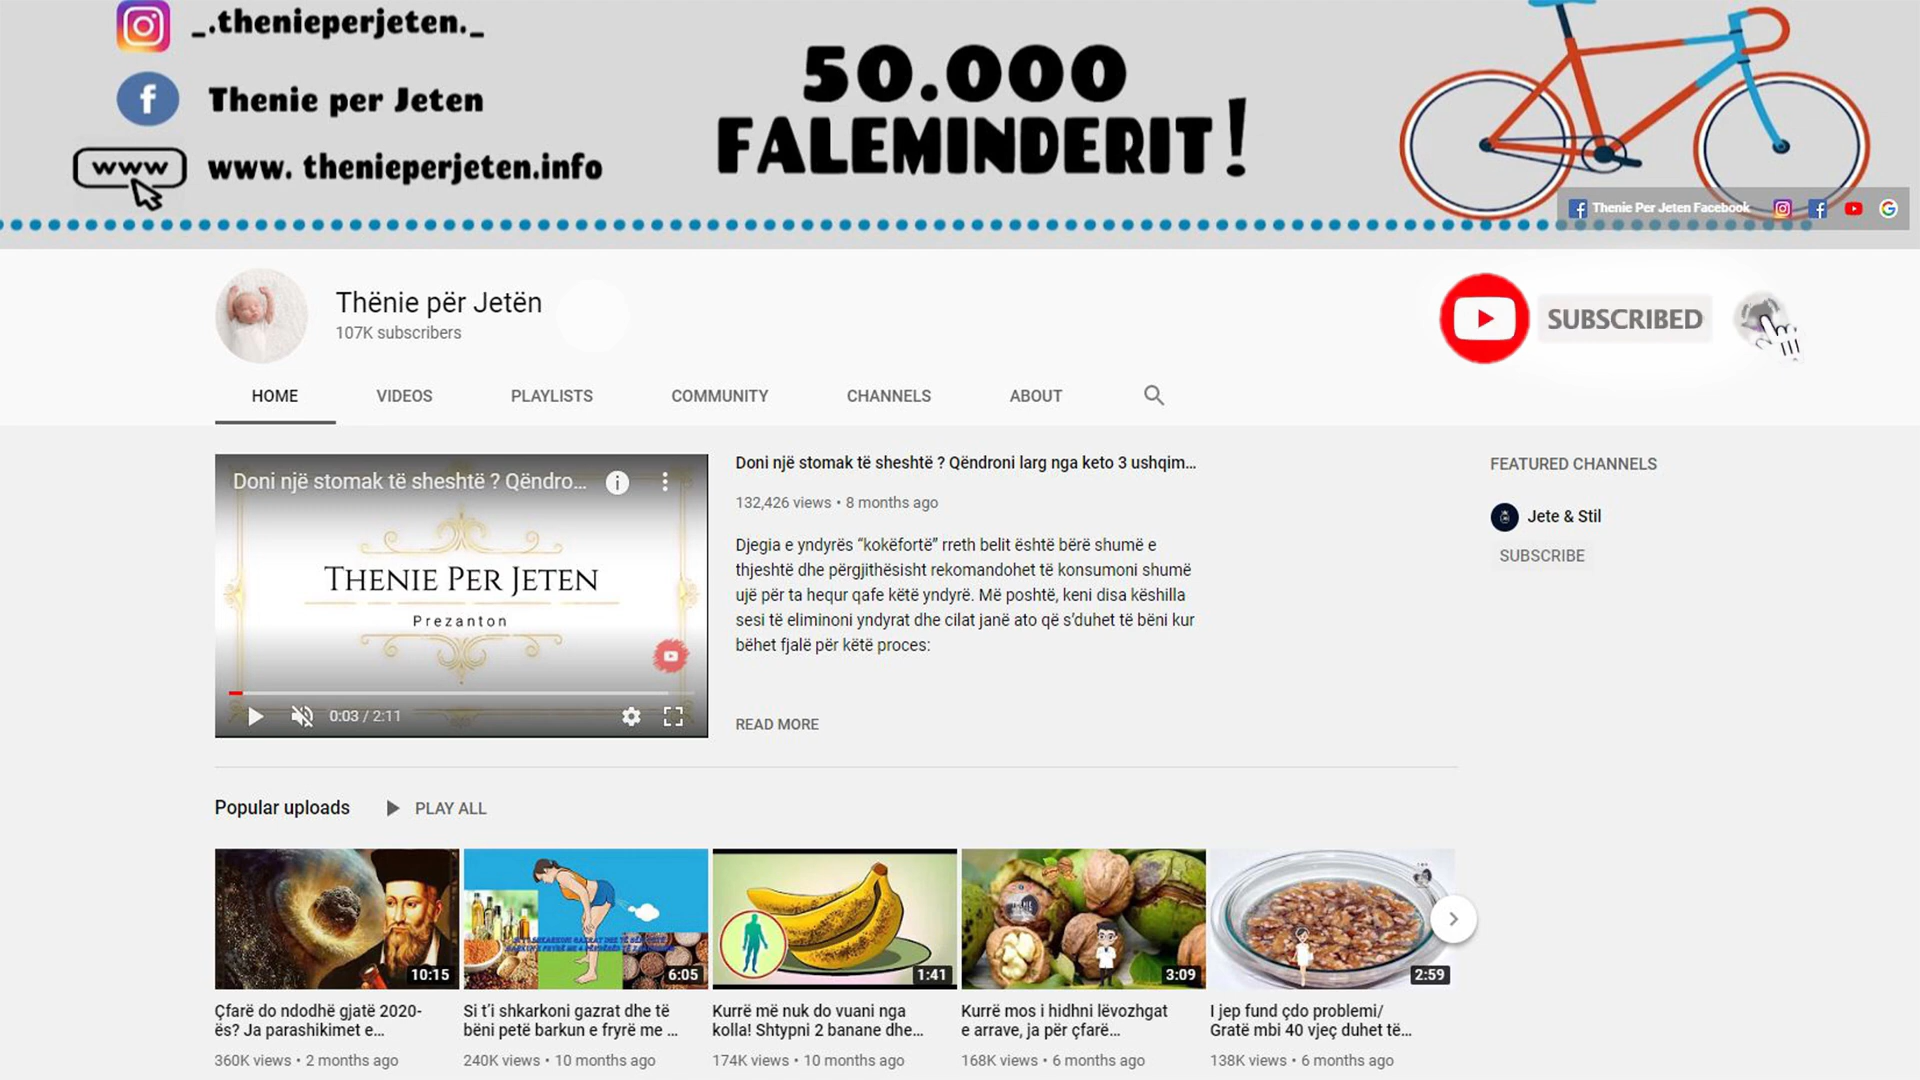 _.thenieperjeten._
Thenie per Jeten
www
www. thenieperjeten.info
50.000
FALEMINDERIT!
Thenie Per Jeten Facebook
Thënie për Jetën
107K subscribers
SUBSCRIBED
HOME
VIDEOS
PLAYLISTS
COMMUNITY
CHANNELS
ABOUT
Doni një stomak të sheshtë ? Qëndro...
THENIE PER JETEN
Prezanton
0:03 / 2:11
Doni një stomak të sheshtë ? Qëndroni larg nga keto 3 ushqim...
132,426 views • 8 months ago
Djegia e yndyrës “kokëfortë” rreth belit është bërë shumë e
thjeshtë dhe përgjithësisht rekomandohet të konsumoni shumë
ujë për ta hequr qafe këtë yndyrë. Më poshtë, keni disa këshilla
sesi të eliminoni yndyrat dhe cilat janë ato që s’duhet të bëni kur
bëhet fjalë për këtë proces:
READ MORE
FEATURED CHANNELS
Jete & Stil
SUBSCRIBE
Popular uploads
PLAY ALL
10:15
Çfarë do ndodhë gjatë 2020-
ës? Ja parashikimet e...
360K views • 2 months ago
6:05
Si t’i shkarkoni gazrat dhe të
bëni petë barkun e fryrë me ...
240K views • 10 months ago
1:41
Kurrë më nuk do vuani nga
kolla! Shtypni 2 banane dhe...
174K views • 10 months ago
3:09
Kurrë mos i hidhni lëvozhgat
e arrave, ja për çfarë...
168K views • 6 months ago
2:59
I jep fund çdo problemi/
Gratë mbi 40 vjeç duhet të...
138K views • 6 months ago